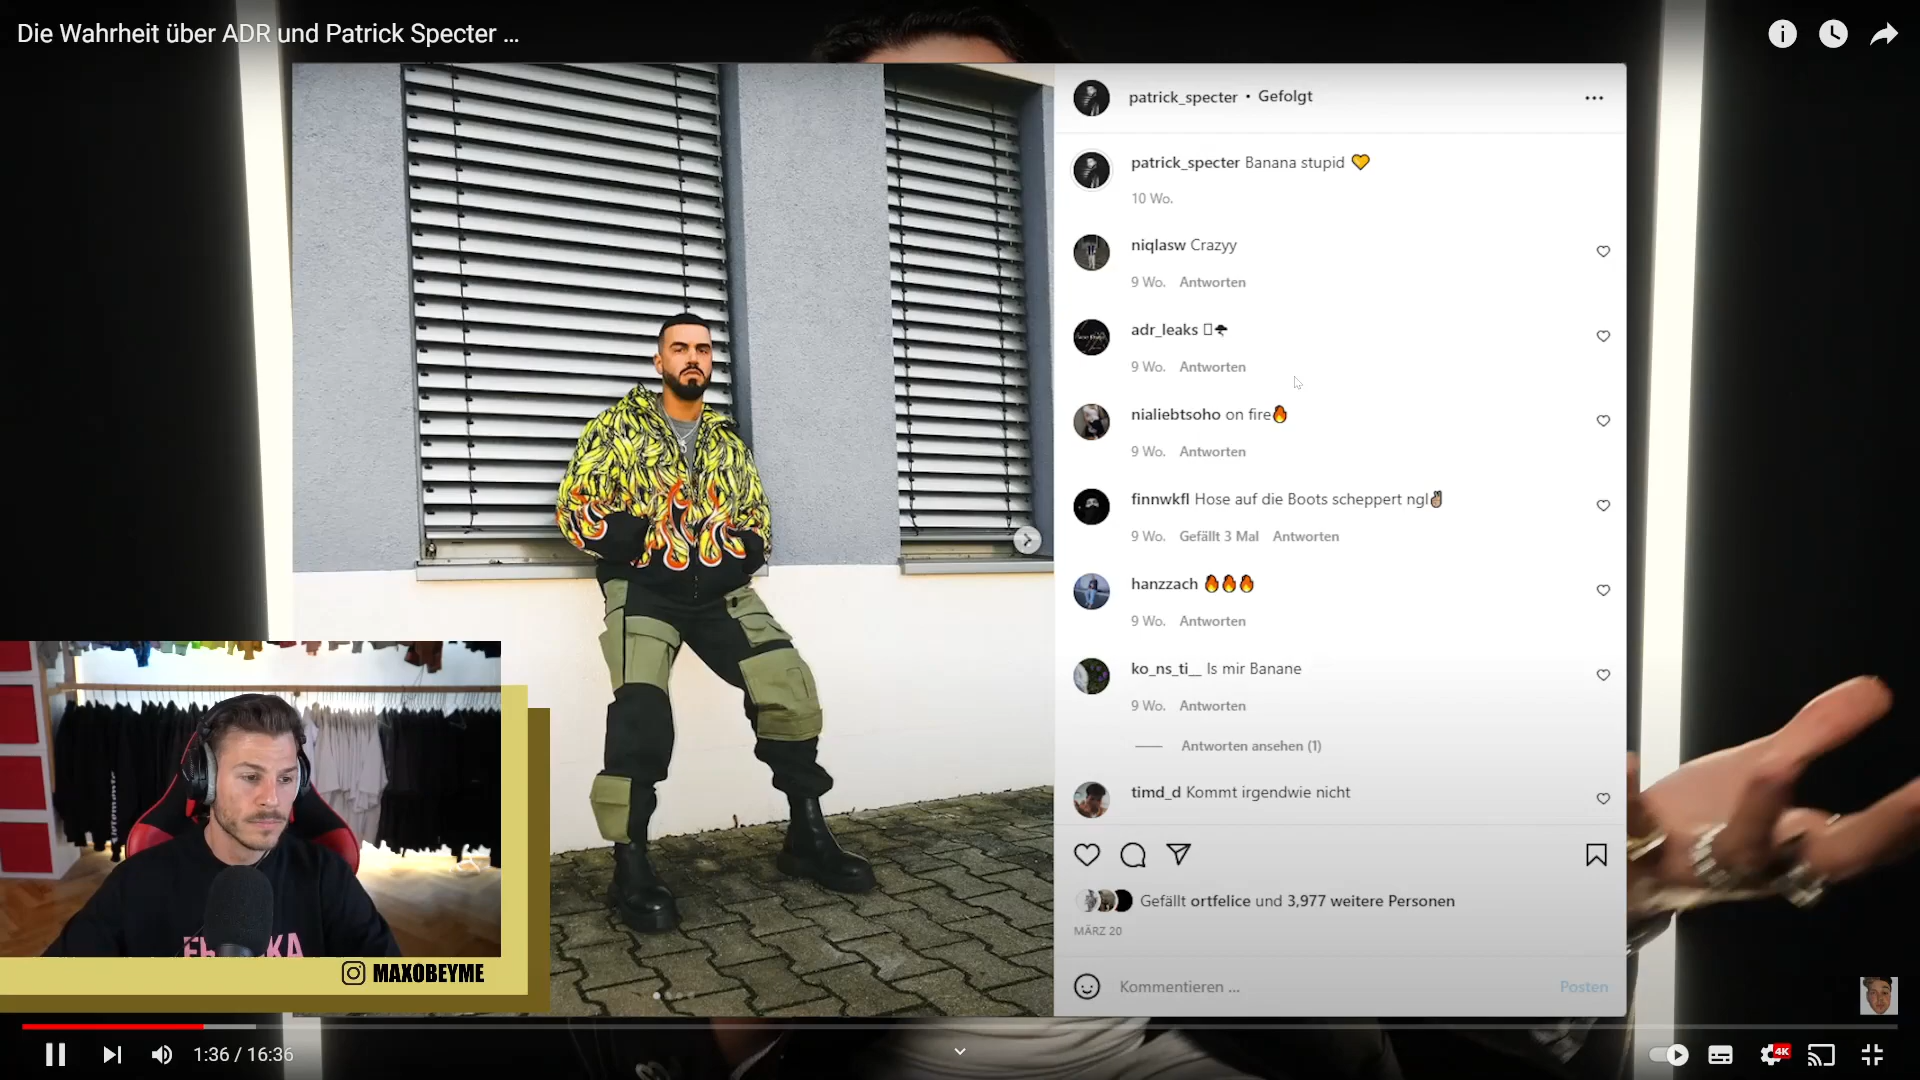 Die Wahrheit über ADR und Patrick Specter ...
patrick_specter • Gefolgt
patrick_specter Banana stupid 💛
10 Wo.
niqlasw Crazyy
9 Wo. Antworten
adr_leaks
9 Wo. Antworten
nialiebtsoho on fire🔥
9 Wo. Antworten
finnwkfl Hose auf die Boots scheppert ngl✌🏼
9 Wo. Gefällt 3 Mal Antworten
hanzzach 🔥🔥🔥
9 Wo. Antworten
ko_ns_ti__ Is mir Banane
9 Wo. Antworten
Antworten ansehen (1)
timd_d Kommt irgendwie nicht
Gefällt ortfelice und 3,977 weitere Personen
MÄRZ 20
Kommentieren ...
Posten
MAXOBEYME
1:36 / 16:36
4K